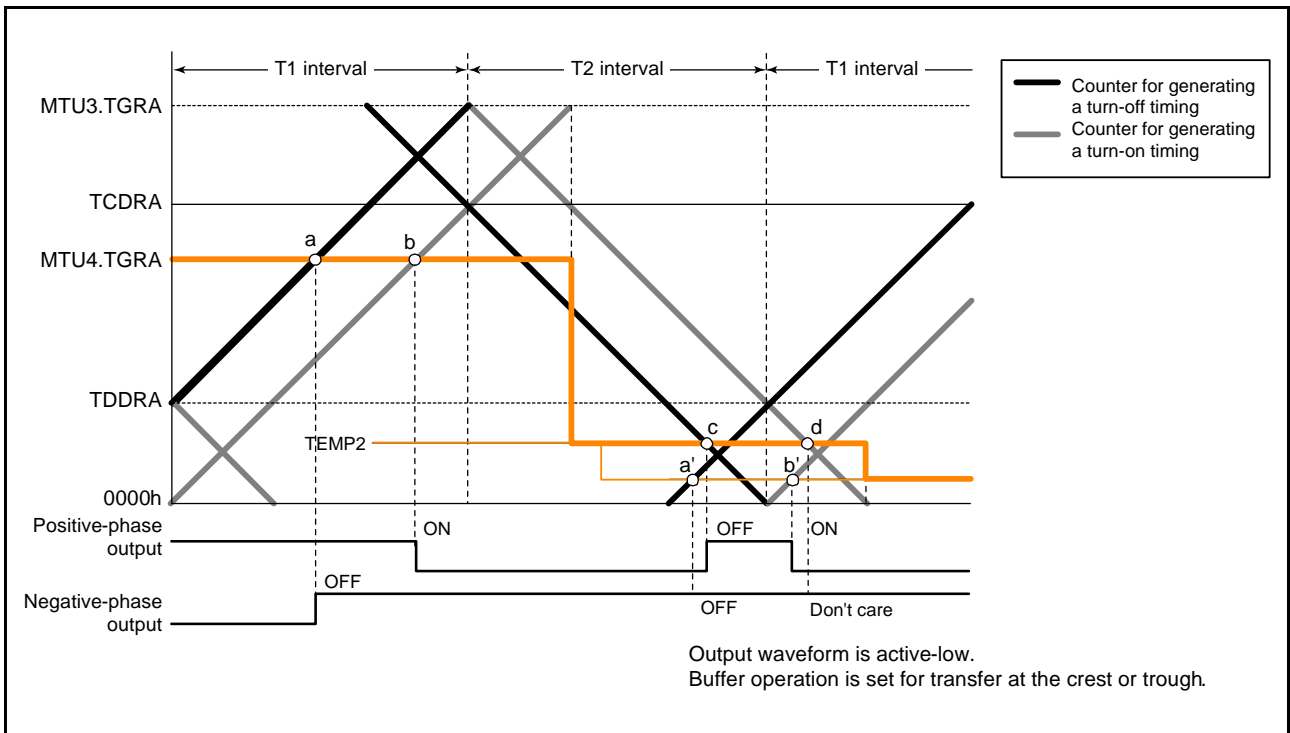 T1 interval
T2 interval
T1 interval
Counter for generating
a turn-off timing
Counter for generating
a turn-on timing
MTU3.TGRA
TCDRA
a
b
MTU4.TGRA
TDDRA
TEMP2
c
d
a'
b'
0000h
Positive-phase
output
ON
OFF
ON
OFF
Negative-phase
output
OFF
Don't care
Output waveform is active-low.
Buffer operation is set for transfer at the crest or trough.